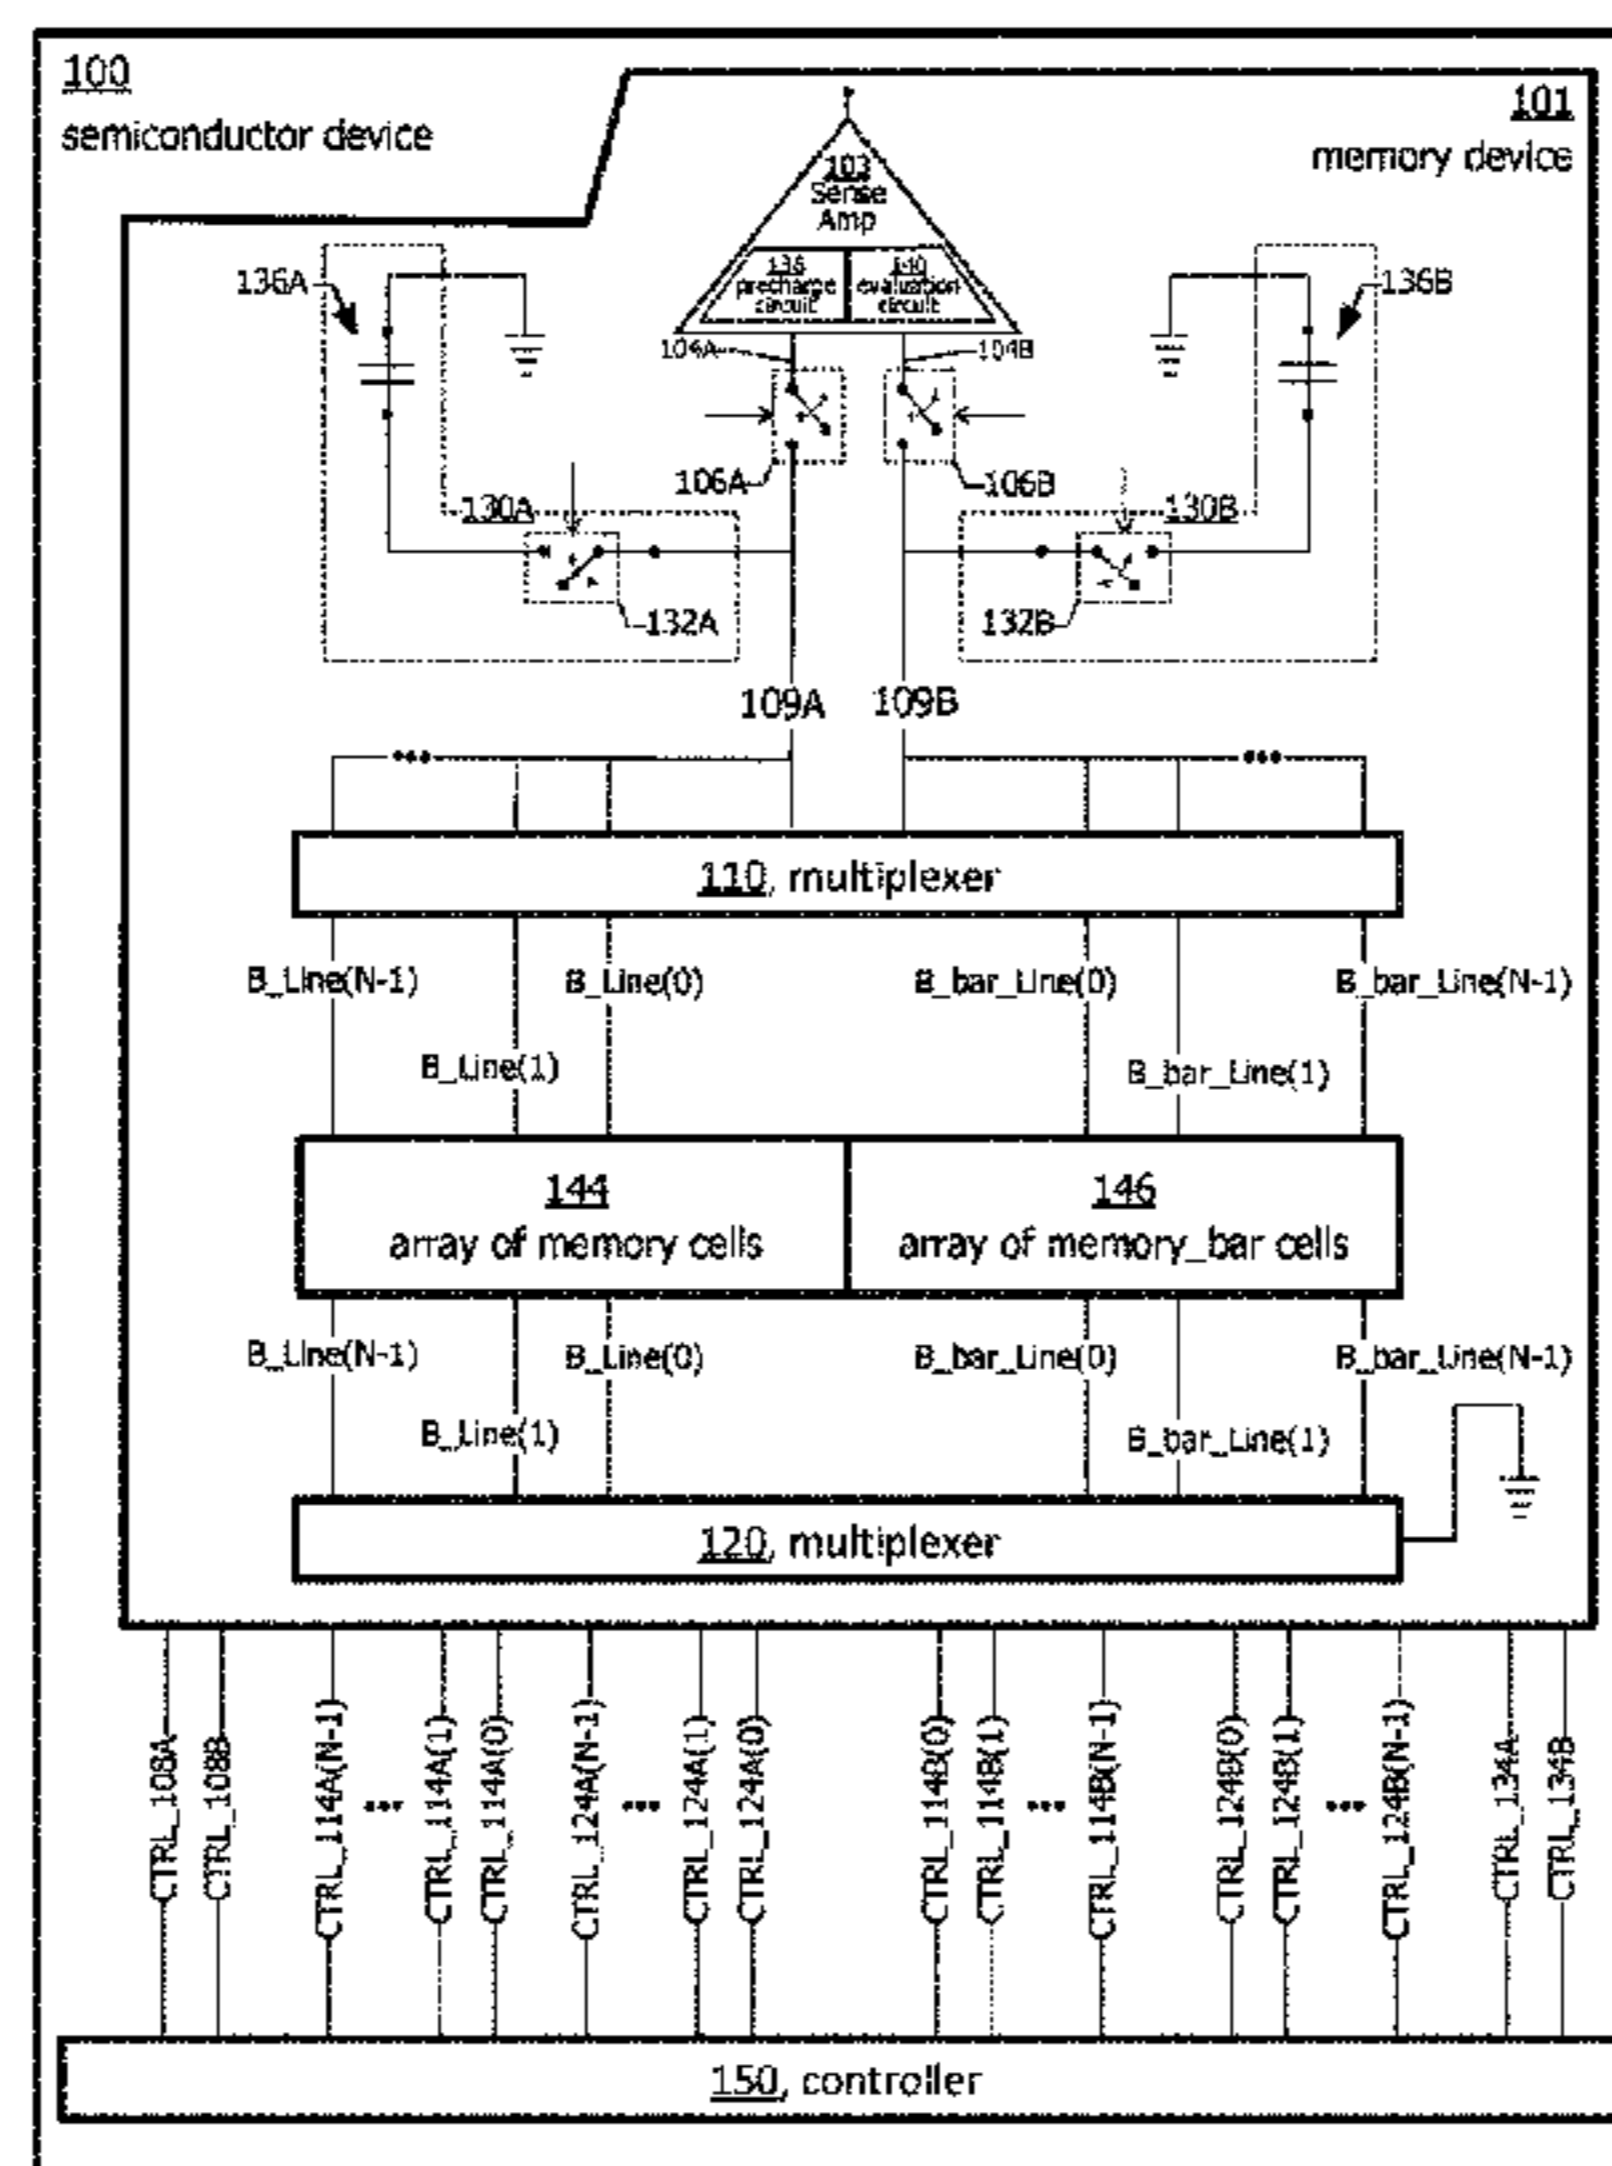 100
semiconductor device
101
memory device
103
Sense
Amp
precharge
circuit
140
evaluation
circuit
136A
136B
104A
104B
106A
106B
130A
130B
132A
132B
109A
109B
110, multiplexer
B_Line(N-1)
B_Line(0)
B_bar_Line(0)
B_bar_Line(N-1)
B_Line(1)
B_bar_Line(1)
144
array of memory cells
146
array of memory_bar cells
B_Line(N-1)
B_Line(0)
B_bar_Line(0)
B_bar_Line(N-1)
B_Line(1)
B_bar_Line(1)
120, multiplexer
CTRL_108A
CTRL_108B
CTRL_114A(N-1)
•••
CTRL_114A(1)
CTRL_114A(0)
CTRL_124A(N-1)
•••
CTRL_124A(1)
CTRL_124A(0)
CTRL_114B(0)
CTRL_114B(1)
•••
CTRL_114B(N-1)
CTRL_124B(0)
CTRL_124B(1)
•••
CTRL_124B(N-1)
CTRL_134A
CTRL_134B
150, controller